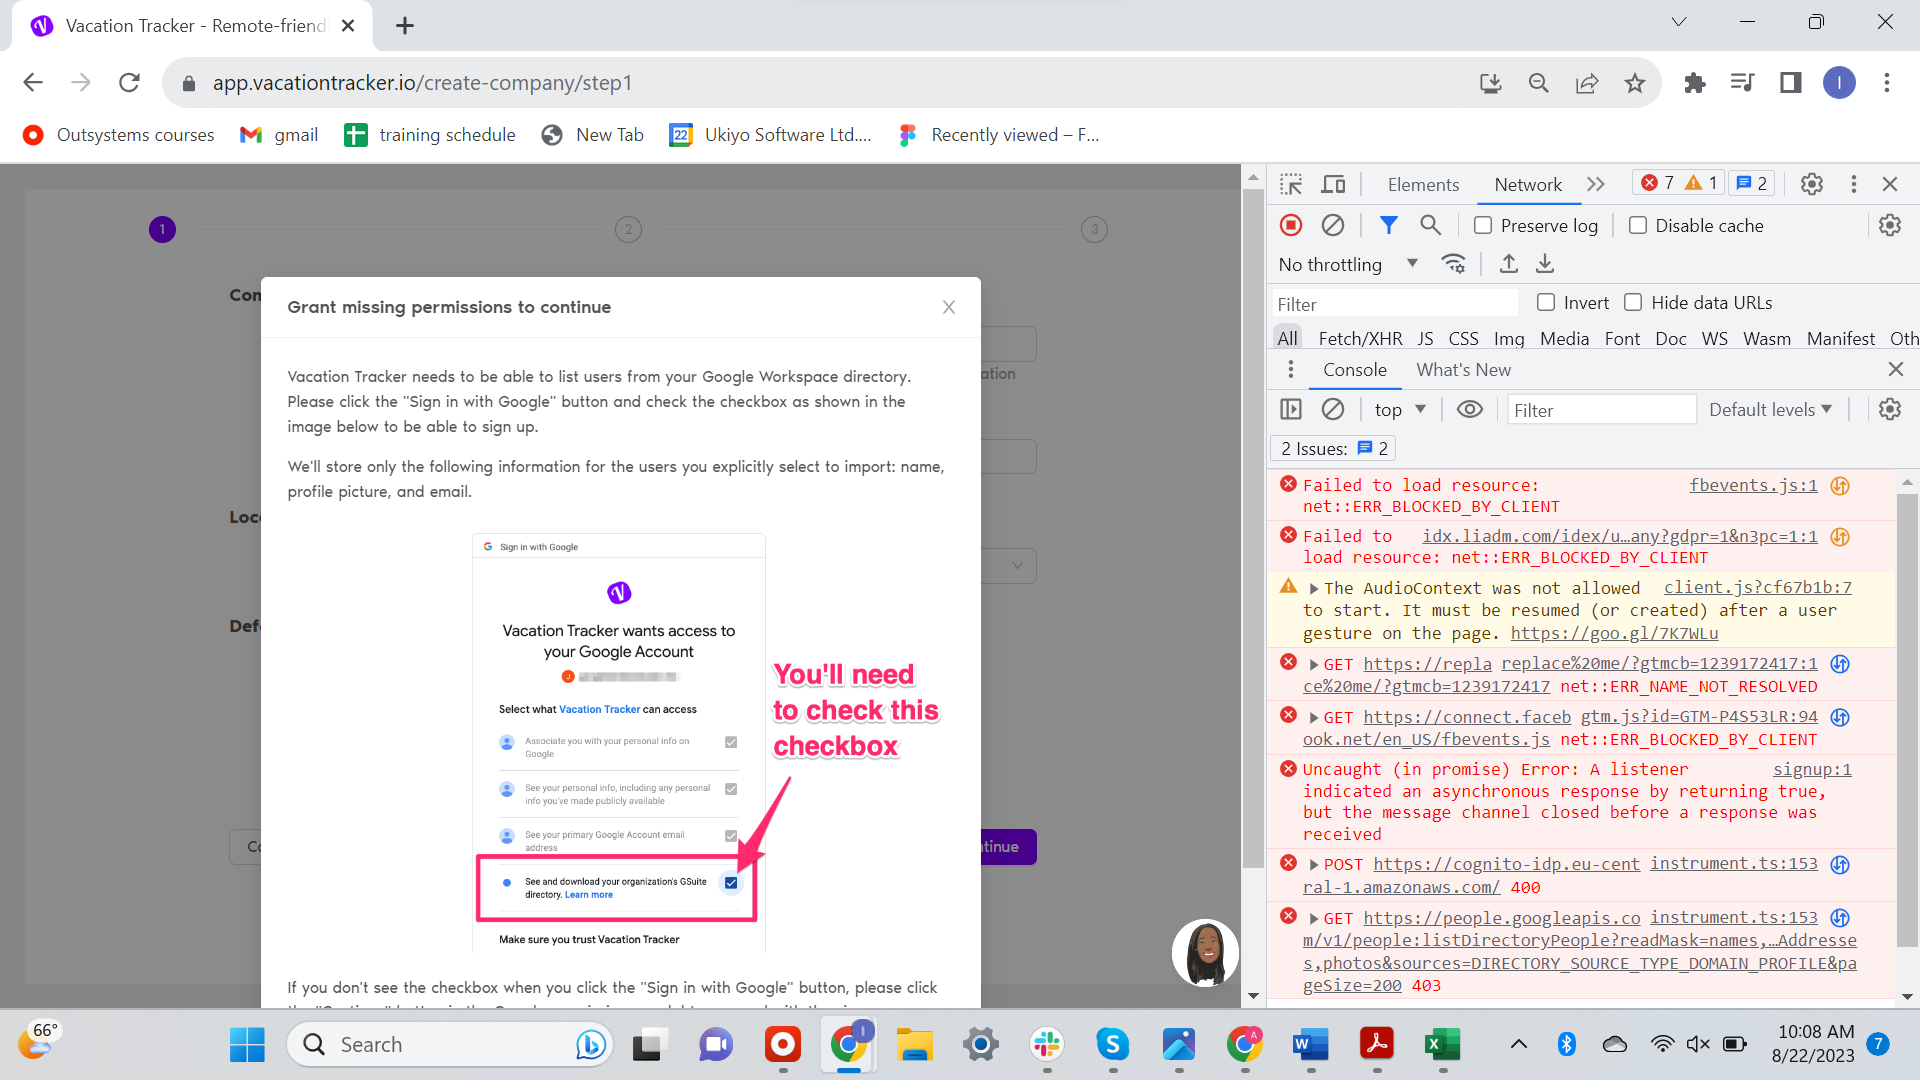 Vacation Tracker - Remote-friend
app.vacationtracker.io/create-company/step1
I
Outsystems courses
gmail
training schedule
New Tab
22
Ukiyo Software Ltd....
Recently viewed – F...
1
2
3
Con
ation
Loc
Def
Co
tinue
Grant missing permissions to continue
Vacation Tracker needs to be able to list users from your Google Workspace directory.
Please click the "Sign in with Google" button and check the checkbox as shown in the
image below to be able to sign up.
We'll store only the following information for the users you explicitly select to import: name,
profile picture, and email.
Sign in with Google
Vacation Tracker wants access to
your Google Account
Select what Vacation Tracker can access
Associate you with your personal info on
Google
See your personal info, including any personal
info you've made publicly available
See your primary Google Account email
address
See and download your organization's GSuite
directory. Learn more
Make sure you trust Vacation Tracker
You'll need
to check this
checkbox
If you don't see the checkbox when you click the "Sign in with Google" button, please click
Elements
Network
7
1
2
Preserve log
Disable cache
No throttling
Filter
Invert
Hide data URLs
All
Fetch/XHR
JS
CSS
Img
Media
Font
Doc
WS
Wasm
Manifest
Oth
Console
What's New
top
Filter
Default levels
2 Issues:
2
Failed to load resource: fbevents.js:1
net::ERR_BLOCKED_BY_CLIENT
Failed to idx.liadm.com/idex/u…any?gdpr=1&n3pc=1:1
load resource: net::ERR_BLOCKED_BY_CLIENT
The AudioContext was not allowed client.js?cf67b1b:7
to start. It must be resumed (or created) after a user
gesture on the page. https://goo.gl/7K7WLu
GET https://repla replace%20me/?gtmcb=1239172417:1
ce%20me/?gtmcb=1239172417 net::ERR_NAME_NOT_RESOLVED
GET https://connect.faceb gtm.js?id=GTM-P4S53LR:94
ook.net/en_US/fbevents.js net::ERR_BLOCKED_BY_CLIENT
Uncaught (in promise) Error: A listener signup:1
indicated an asynchronous response by returning true,
but the message channel closed before a response was
received
POST https://cognito-idp.eu-cent instrument.ts:153
ral-1.amazonaws.com/ 400
GET https://people.googleapis.co instrument.ts:153
m/v1/people:listDirectoryPeople?readMask=names,…Addresse
s,photos&sources=DIRECTORY_SOURCE_TYPE_DOMAIN_PROFILE&pa
geSize=200 403
66°
Search
I
A
10:08 AM
8/22/2023
7